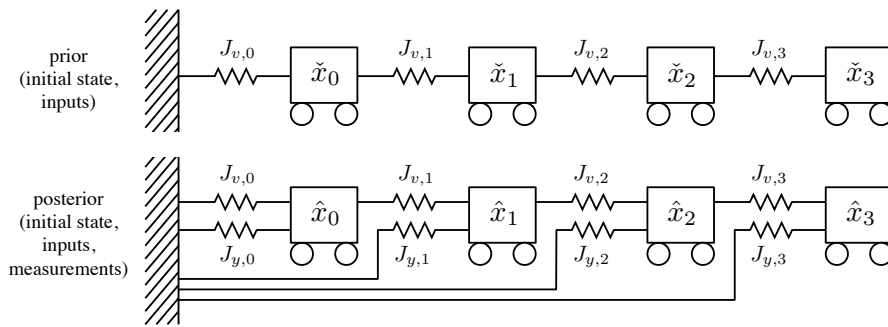 J_{v,0} J_{v,1} J_{v,2} J_{v,3}
prior
(initial state,
inputs)
x̌_0 x̌_1 x̌_2 x̌_3
J_{v,0} J_{v,1} J_{v,2} J_{v,3}
posterior
(initial state,
inputs,
measurements)
x̂_0 x̂_1 x̂_2 x̂_3
J_{y,0} J_{y,1} J_{y,2} J_{y,3}